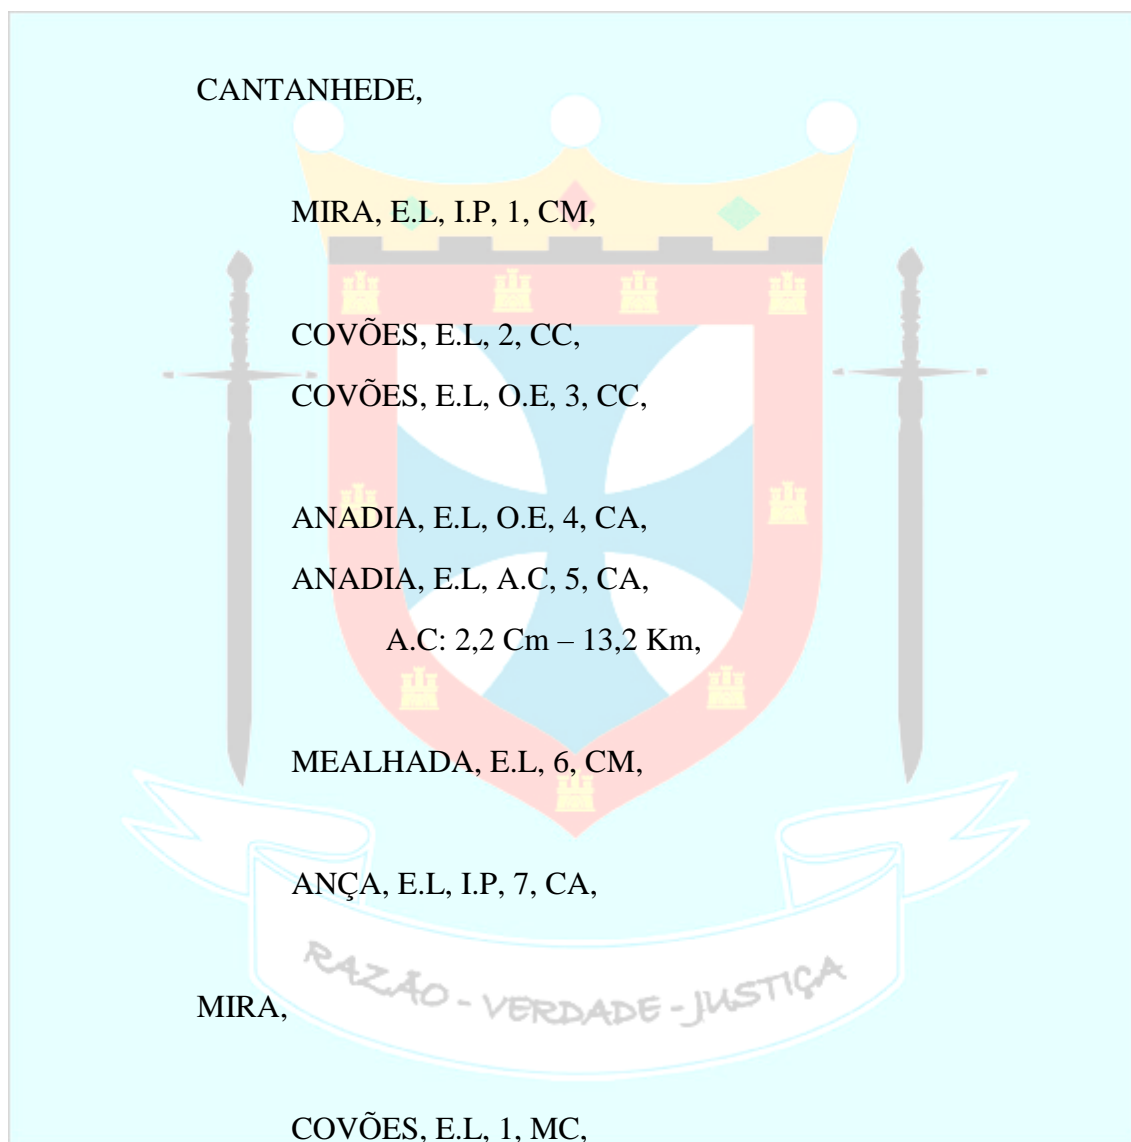 CANTANHEDE,
MIRA, E.L, I.P, 1, CM,
COVÕES, E.L, 2, CC,
COVÕES, E.L, O.E, 3, CC,
ANADIA, E.L, O.E, 4, CA,
ANADIA, E.L, A.C, 5, CA,
A.C: 2,2 Cm – 13,2 Km,
MEALHADA, E.L, 6, CM,
ANÇA, E.L, I.P, 7, CA,
RAZÃO - VERDADE - JUSTIÇA
MIRA,
COVÕES, E.L, 1, MC,